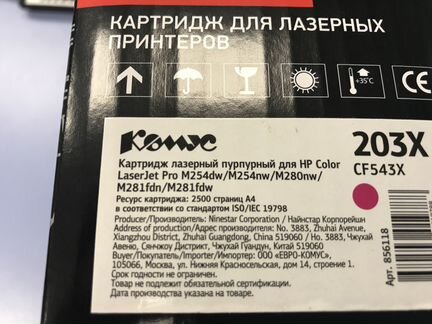 КАРТРИДЖ ДЛЯ ЛАЗЕРНЫХ
ПРИНТЕРОВ
+35°C
CE
Комус
203X
CF543X
Картридж лазерный пурпурный для HP Color
LaserJet Pro M254dw/M254nw/M280nw/
M281fdn/M281fdw
Ресурс картриджа: 2500 страниц А4
в соответствии со стандартом ISO/IEC 19798
Producer/Производитель: Ninestar Corporation / Найнстар Корпорейшн
Address of Producer/Адрес производителя: No. 3883, Zhuhai Avenue,
Xiangzhou District, Zhuhai Guangdong, China 519060 / No. 3883, Чжухай
Авеню, Сянчжоу Дистрикт, Чжухай Гуандун, Китай 519060
Buyer/Покупатель/Importer/Импортер: ООО «ЕВРО-КОМУС»,
105066, Москва, ул. Нижняя Красносельская, дом 14, строение 1.
Срок годности не ограничен.
Товар не подлежит обязательной сертификации.
Дата производства указана на товаре.
Арт. 856118